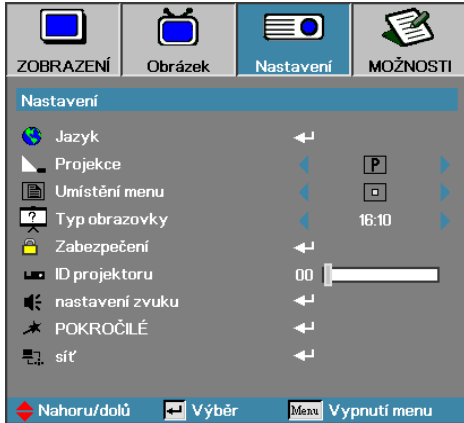 ZOBRAZENÍ Obrázek Nastavení MOŽNOSTI
Nastavení
Jazyk
Projekce P
Umístění menu
Typ obrazovky 16:10
Zabezpečení
ID projektoru 00
nastavení zvuku
POKROČILÉ
síť
Nahoru/dolů Výběr Menu Vypnutí menu